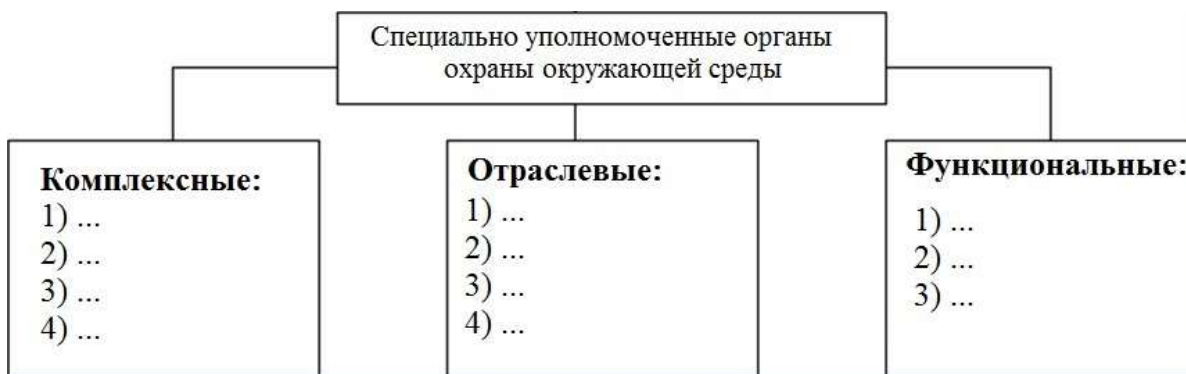 Специально уполномоченные органы
охраны окружающей среды
Комплексные:
1) ...
2) ...
3) ...
4) ...
Отраслевые:
1) ...
2) ...
3) ...
4) ...
Функциональные:
1) ...
2) ...
3) ...